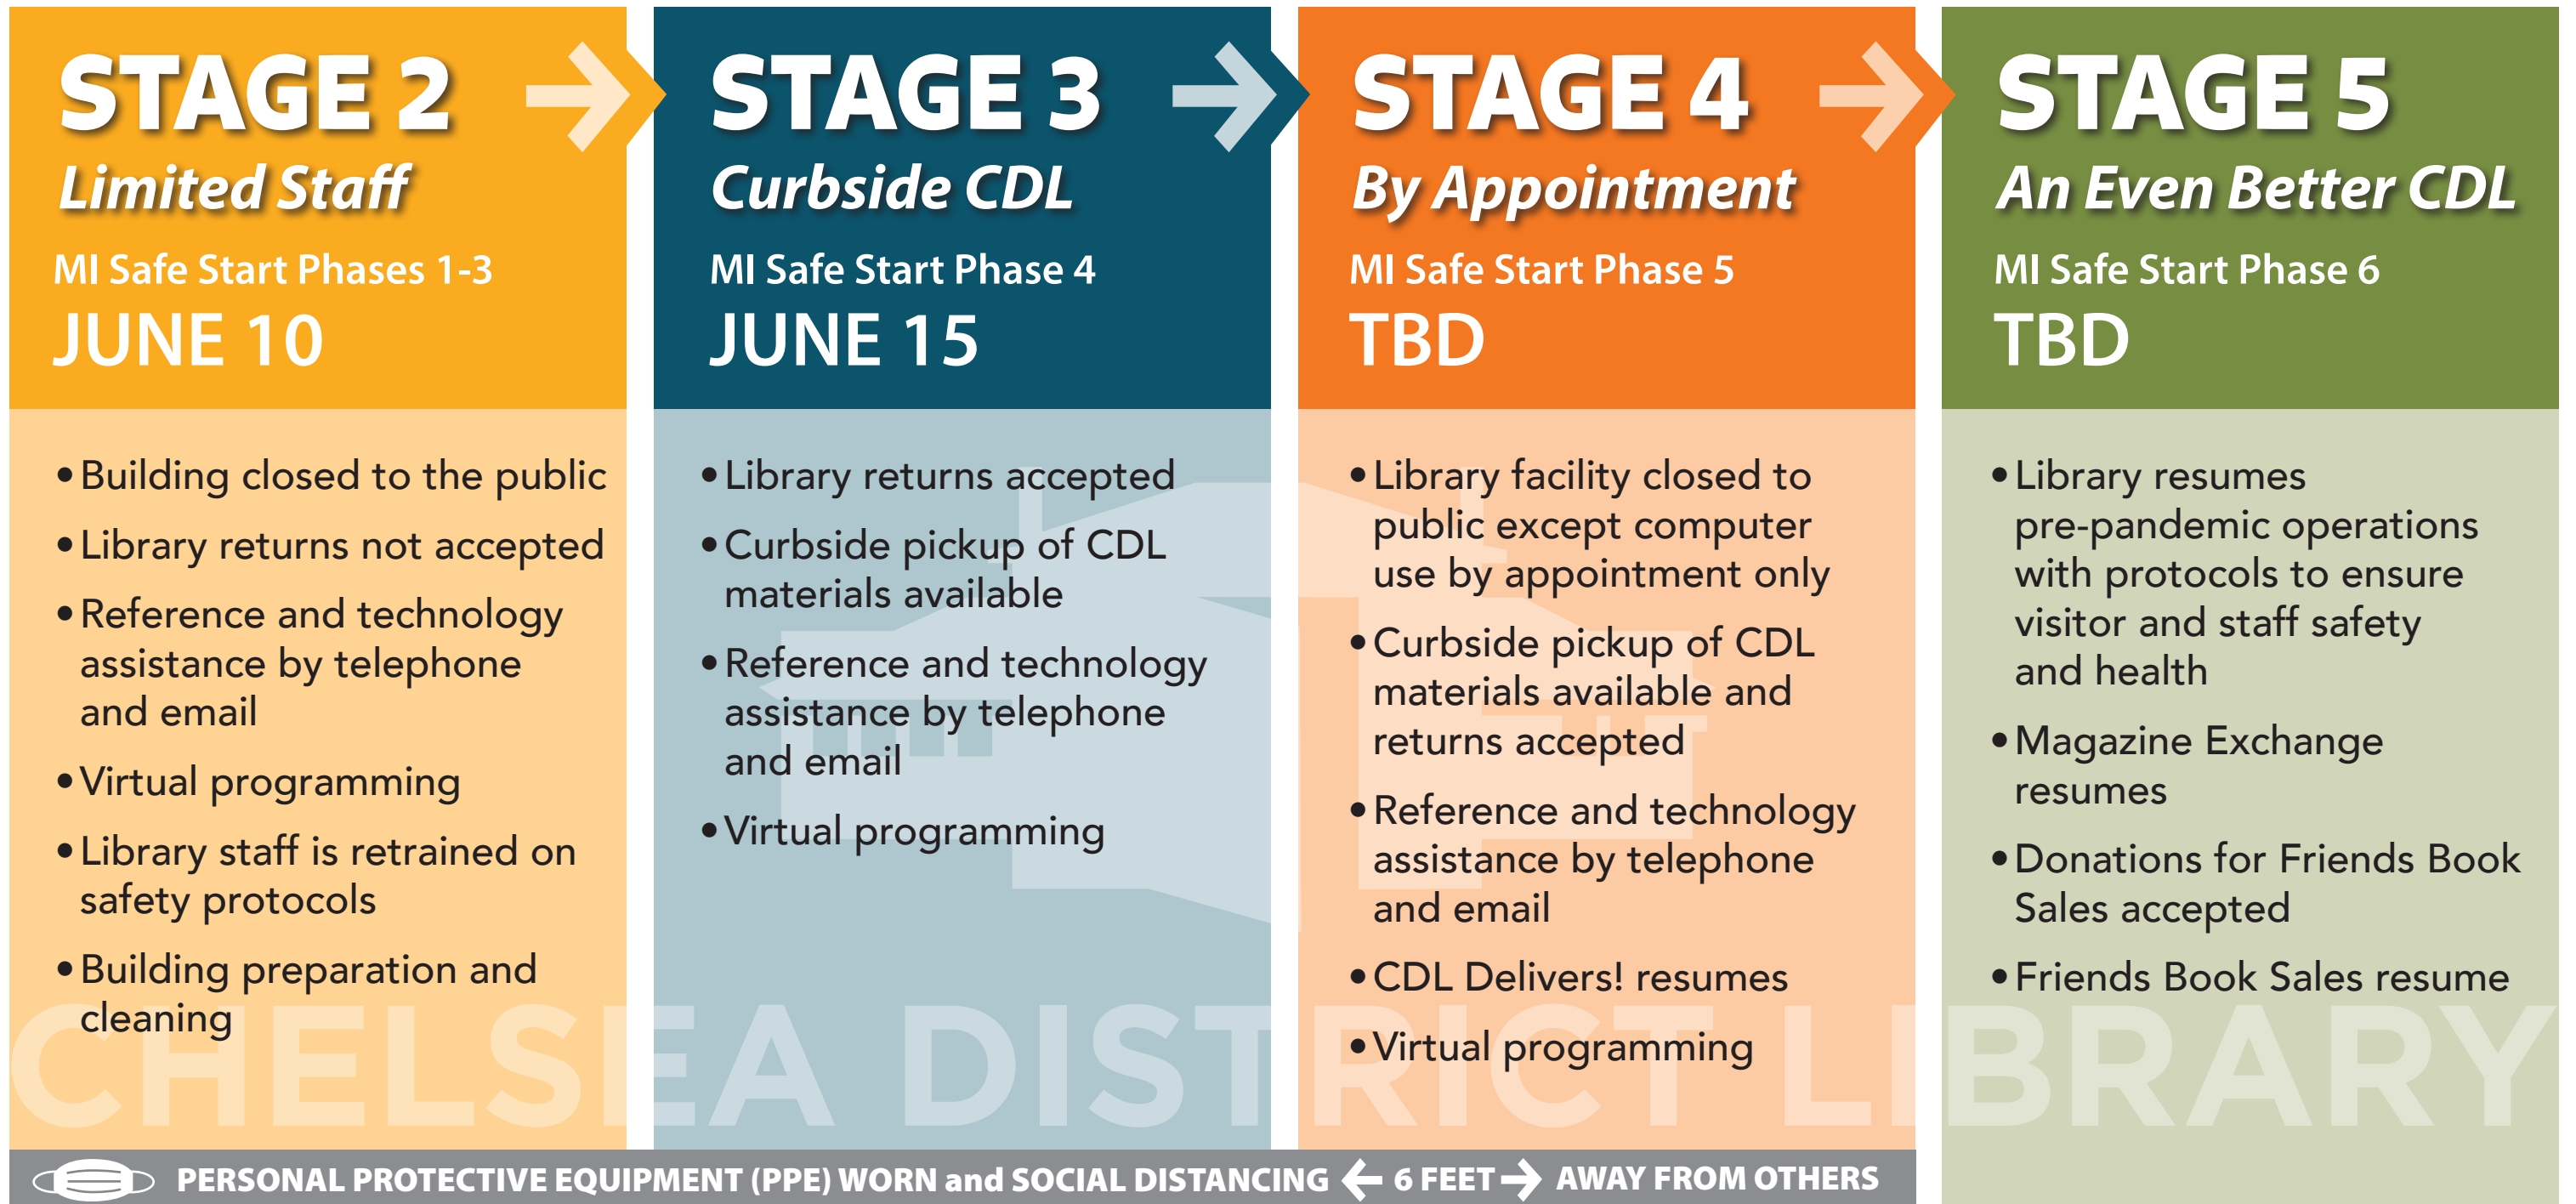 STAGE 2
Limited Staff
MI Safe Start Phases 1-3
JUNE 10
• Building closed to the public
• Library returns not accepted
• Reference and technology
assistance by telephone
and email
• Virtual programming
• Library staff is retrained on
safety protocols
• Building preparation and
cleaning
STAGE 3
Curbside CDL
MI Safe Start Phase 4
JUNE 15
• Library returns accepted
• Curbside pickup of CDL
materials available
• Reference and technology
assistance by telephone
and email
• Virtual programming
STAGE 4
By Appointment
MI Safe Start Phase 5
TBD
• Library facility closed to
public except computer
use by appointment only
• Curbside pickup of CDL
materials available and
returns accepted
• Reference and technology
assistance by telephone
and email
• CDL Delivers! resumes
• Virtual programming
STAGE 5
An Even Better CDL
MI Safe Start Phase 6
TBD
• Library resumes
pre-pandemic operations
with protocols to ensure
visitor and staff safety
and health
• Magazine Exchange
resumes
• Donations for Friends Book
Sales accepted
• Friends Book Sales resume
CHELSEA DISTRICT LIBRARY
PERSONAL PROTECTIVE EQUIPMENT (PPE) WORN and SOCIAL DISTANCING ← 6 FEET → AWAY FROM OTHERS